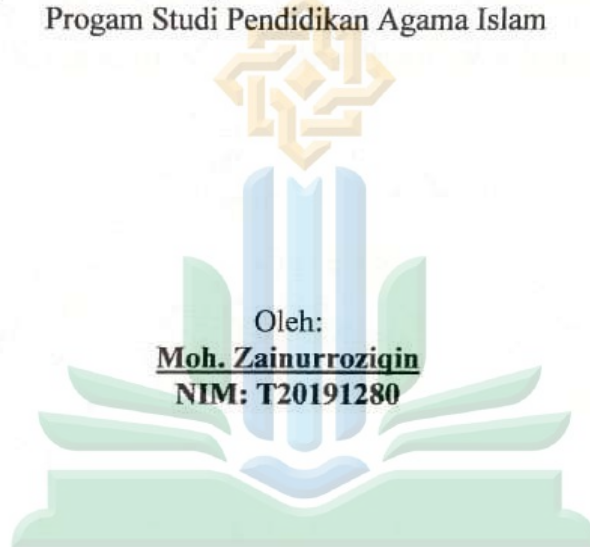 Progam Studi Pendidikan Agama Islam
Oleh:
Moh. Zainurroziqin
NIM: T20191280